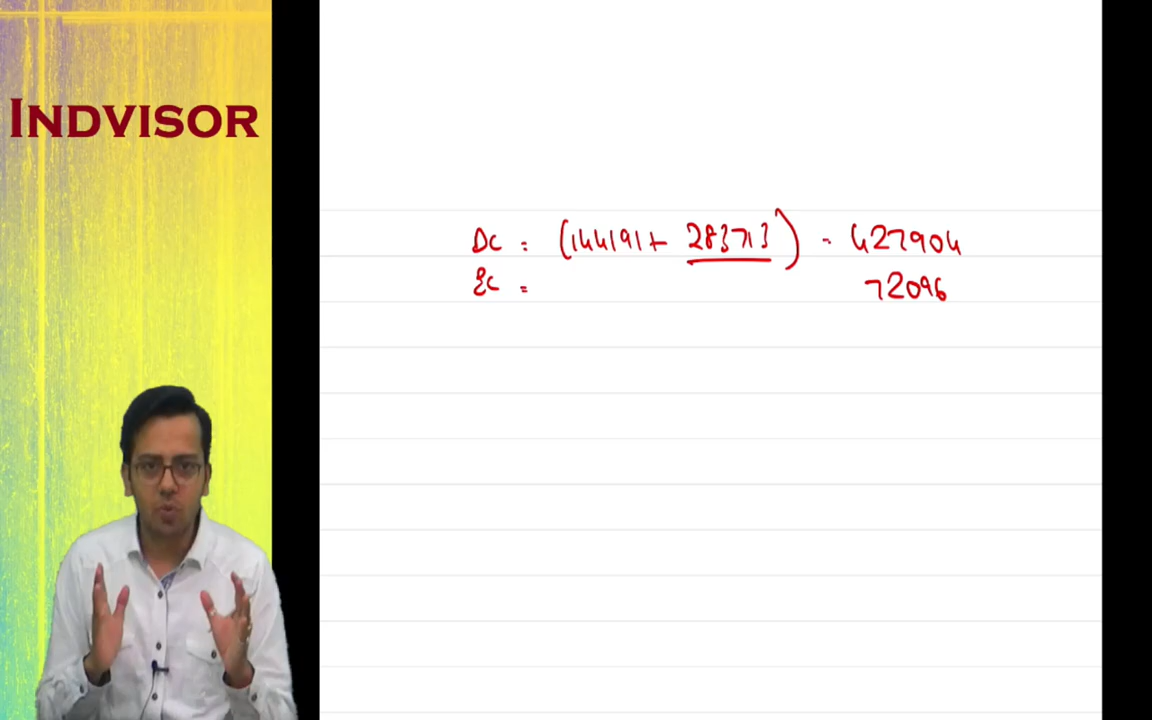 INDVISOR
DC : (144191+ 283713) = 427904
EC = 72096